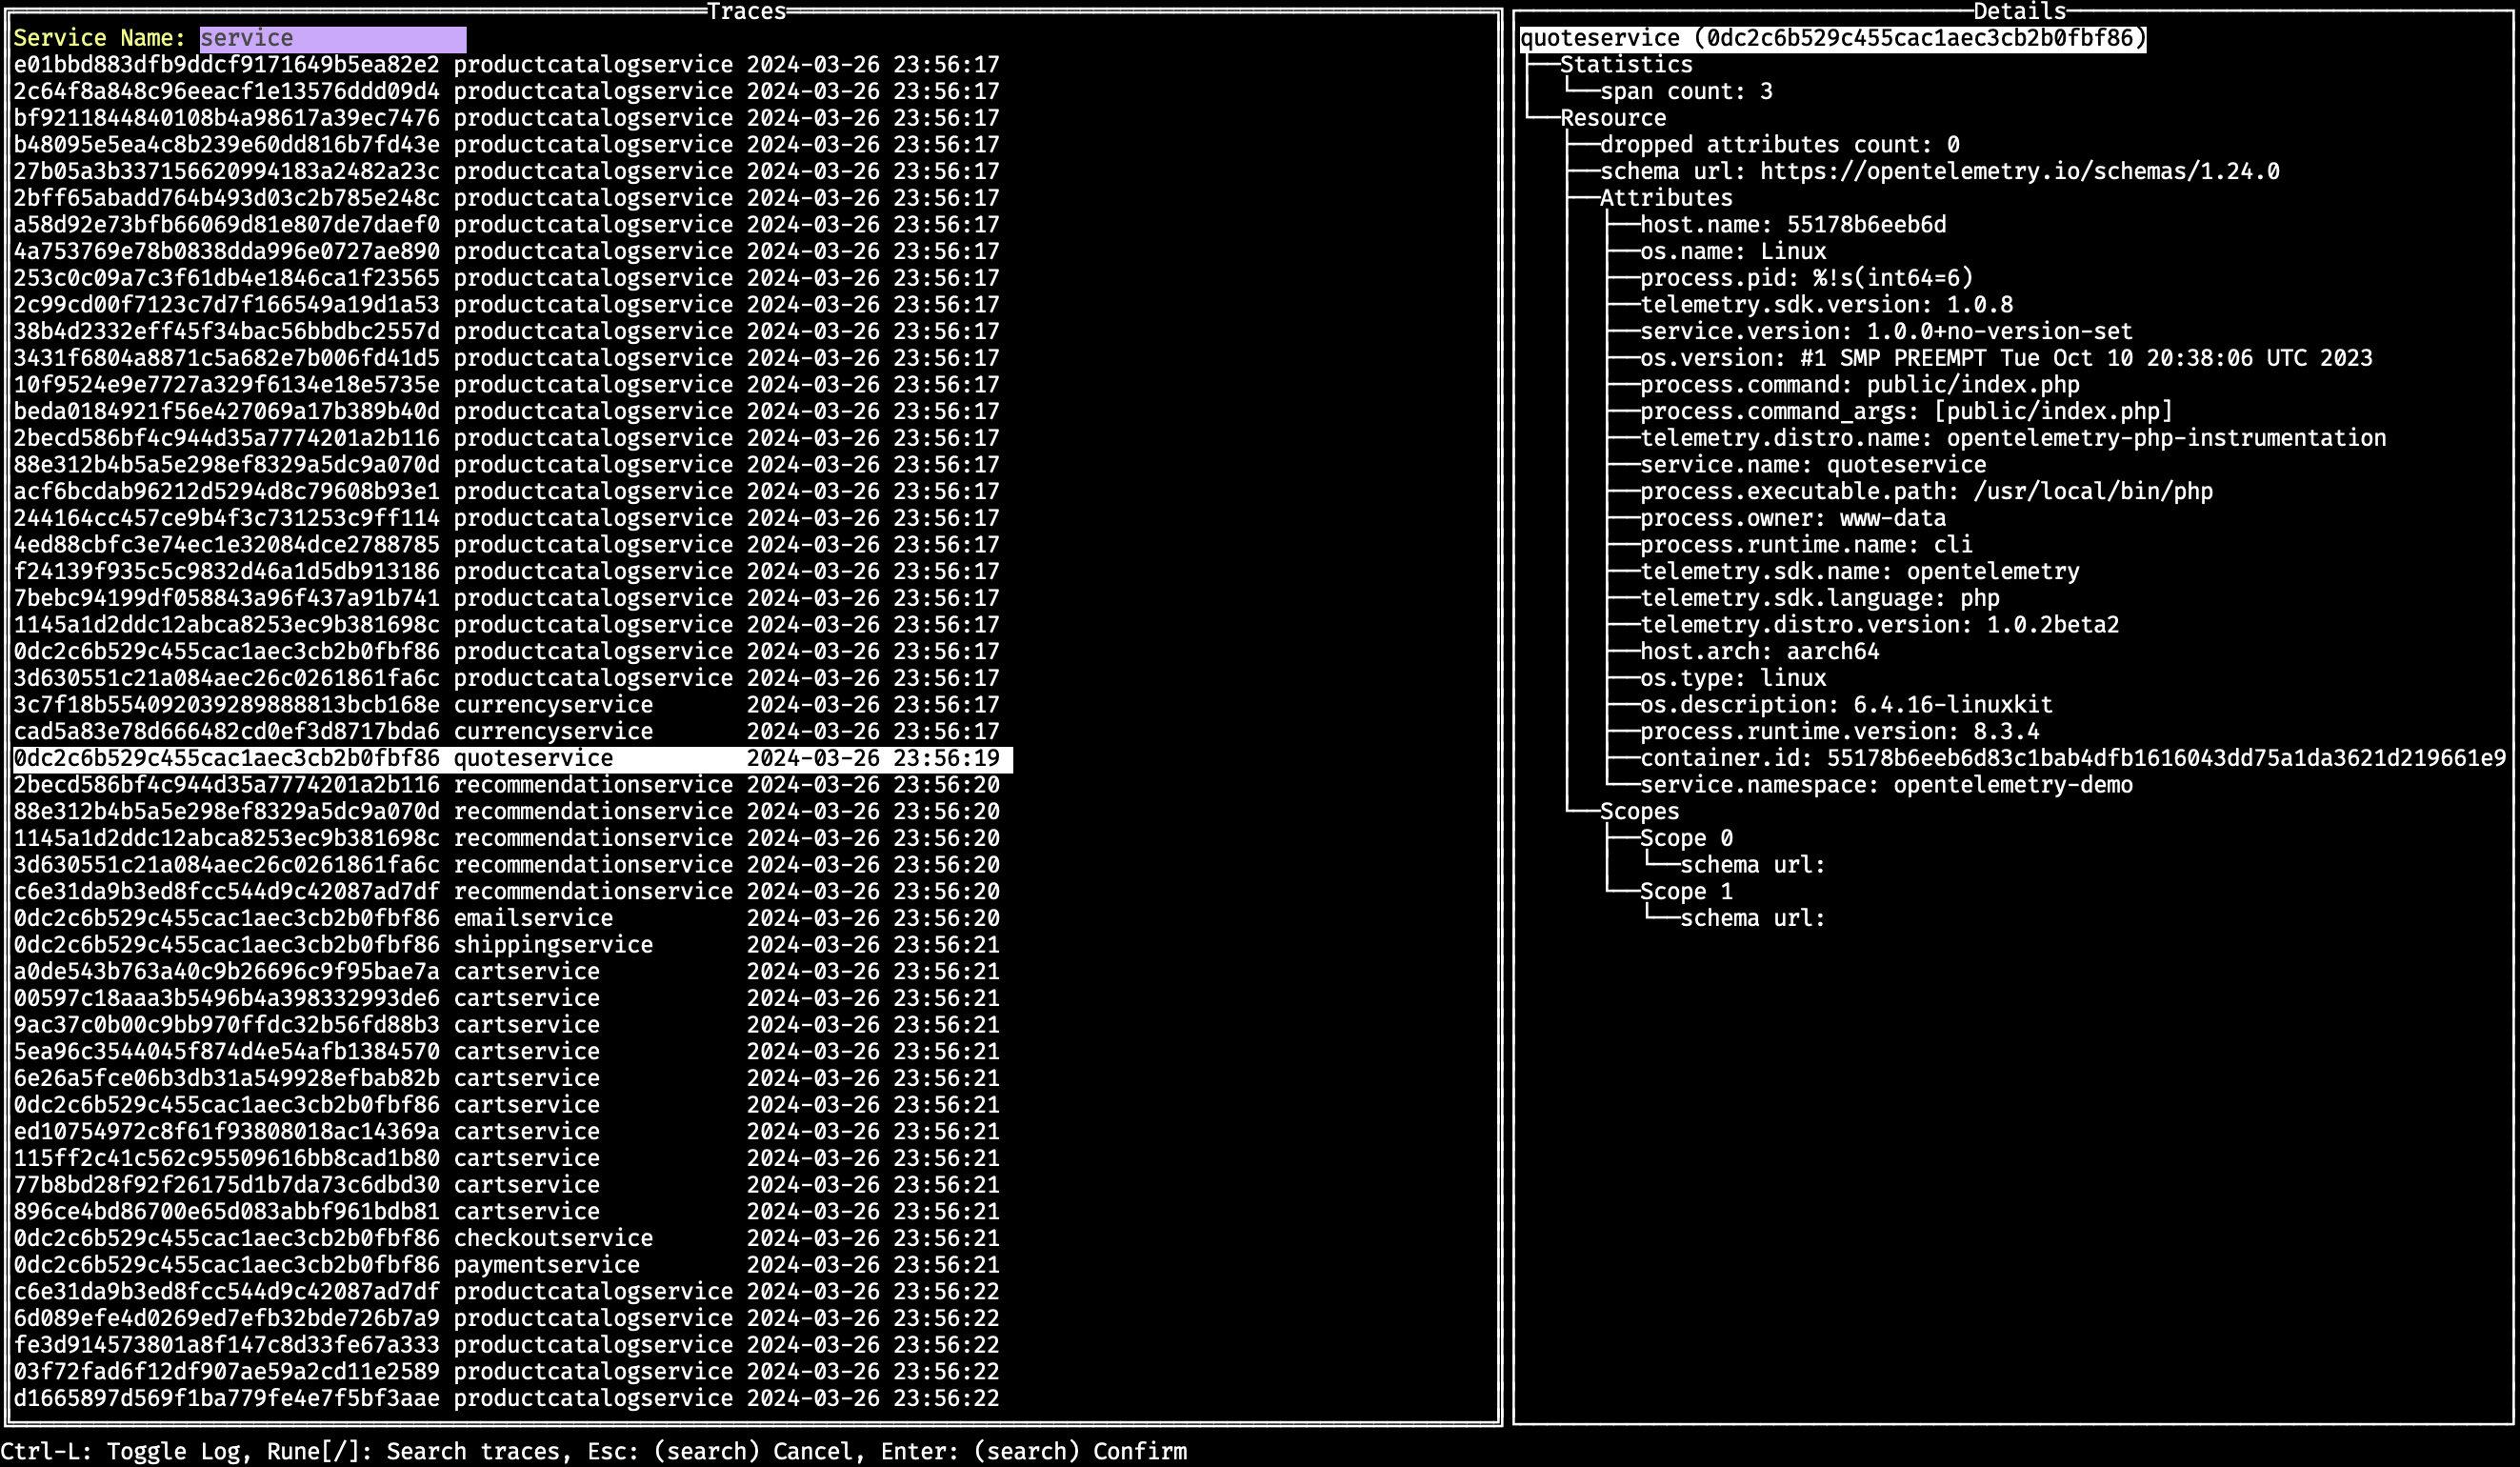 Traces
Service Name: service
e01bbd883dfb9ddcf9171649b5ea82e2 productcatalogservice 2024-03-26 23:56:17
2c64f8a848c96eeacf1e13576ddd09d4 productcatalogservice 2024-03-26 23:56:17
bf9211844840108b4a98617a39ec7476 productcatalogservice 2024-03-26 23:56:17
b48095e5ea4c8b239e60dd816b7fd43e productcatalogservice 2024-03-26 23:56:17
27b05a3b337156620994183a2482a23c productcatalogservice 2024-03-26 23:56:17
2bff65abadd764b493d03c2b785e248c productcatalogservice 2024-03-26 23:56:17
a58d92e73bfb66069d81e807de7daef0 productcatalogservice 2024-03-26 23:56:17
4a753769e78b0838dda996e0727ae890 productcatalogservice 2024-03-26 23:56:17
253c0c09a7c3f61db4e1846ca1f23565 productcatalogservice 2024-03-26 23:56:17
2c99cd00f7123c7d7f166549a19d1a53 productcatalogservice 2024-03-26 23:56:17
38b4d2332eff45f34bac56bbdbc2557d productcatalogservice 2024-03-26 23:56:17
3431f6804a8871c5a682e7b006fd41d5 productcatalogservice 2024-03-26 23:56:17
10f9524e9e7727a329f6134e18e5735e productcatalogservice 2024-03-26 23:56:17
beda0184921f56e427069a17b389b40d productcatalogservice 2024-03-26 23:56:17
2becd586bf4c944d35a7774201a2b116 productcatalogservice 2024-03-26 23:56:17
88e312b4b5a5e298ef8329a5dc9a070d productcatalogservice 2024-03-26 23:56:17
acf6bcdab96212d5294d8c79608b93e1 productcatalogservice 2024-03-26 23:56:17
244164cc457ce9b4f3c731253c9ff114 productcatalogservice 2024-03-26 23:56:17
4ed88cbfc3e74ec1e32084dce2788785 productcatalogservice 2024-03-26 23:56:17
f24139f935c5c9832d46a1d5db913186 productcatalogservice 2024-03-26 23:56:17
7bebc94199df058843a96f437a91b741 productcatalogservice 2024-03-26 23:56:17
1145a1d2ddc12abca8253ec9b381698c productcatalogservice 2024-03-26 23:56:17
0dc2c6b529c455cac1aec3cb2b0fbf86 productcatalogservice 2024-03-26 23:56:17
3d630551c21a084aec26c0261861fa6c productcatalogservice 2024-03-26 23:56:17
3c7f18b554092039289888813bcb168e currencyservice 2024-03-26 23:56:17
cad5a83e78d666482cd0ef3d8717bda6 currencyservice 2024-03-26 23:56:17
0dc2c6b529c455cac1aec3cb2b0fbf86 quoteservice 2024-03-26 23:56:19
2becd586bf4c944d35a7774201a2b116 recommendationservice 2024-03-26 23:56:20
88e312b4b5a5e298ef8329a5dc9a070d recommendationservice 2024-03-26 23:56:20
1145a1d2ddc12abca8253ec9b381698c recommendationservice 2024-03-26 23:56:20
3d630551c21a084aec26c0261861fa6c recommendationservice 2024-03-26 23:56:20
c6e31da9b3ed8fcc544d9c42087ad7df recommendationservice 2024-03-26 23:56:20
0dc2c6b529c455cac1aec3cb2b0fbf86 emailservice 2024-03-26 23:56:20
0dc2c6b529c455cac1aec3cb2b0fbf86 shippingservice 2024-03-26 23:56:21
a0de543b763a40c9b26696c9f95bae7a cartservice 2024-03-26 23:56:21
00597c18aaa3b5496b4a398332993de6 cartservice 2024-03-26 23:56:21
9ac37c0b00c9bb970ffdc32b56fd88b3 cartservice 2024-03-26 23:56:21
5ea96c3544045f874d4e54afb1384570 cartservice 2024-03-26 23:56:21
6e26a5fce06b3db31a549928efbab82b cartservice 2024-03-26 23:56:21
0dc2c6b529c455cac1aec3cb2b0fbf86 cartservice 2024-03-26 23:56:21
ed10754972c8f61f93808018ac14369a cartservice 2024-03-26 23:56:21
115ff2c41c562c95509616bb8cad1b80 cartservice 2024-03-26 23:56:21
77b8bd28f92f26175d1b7da73c6dbd30 cartservice 2024-03-26 23:56:21
896ce4bd86700e65d083abbf961bdb81 cartservice 2024-03-26 23:56:21
0dc2c6b529c455cac1aec3cb2b0fbf86 checkoutservice 2024-03-26 23:56:21
0dc2c6b529c455cac1aec3cb2b0fbf86 paymentservice 2024-03-26 23:56:21
c6e31da9b3ed8fcc544d9c42087ad7df productcatalogservice 2024-03-26 23:56:22
6d089efe4d0269ed7efb32bde726b7a9 productcatalogservice 2024-03-26 23:56:22
fe3d914573801a8f147c8d33fe67a333 productcatalogservice 2024-03-26 23:56:22
03f72fad6f12df907ae59a2cd11e2589 productcatalogservice 2024-03-26 23:56:22
d1665897d569f1ba779fe4e7f5bf3aae productcatalogservice 2024-03-26 23:56:22
Details
quoteservice (0dc2c6b529c455cac1aec3cb2b0fbf86)
Statistics
span count: 3
Resource
dropped attributes count: 0
schema url: https://opentelemetry.io/schemas/1.24.0
Attributes
host.name: 55178b6eeb6d
os.name: Linux
process.pid: %!s(int64=6)
telemetry.sdk.version: 1.0.8
service.version: 1.0.0+no-version-set
os.version: #1 SMP PREEMPT Tue Oct 10 20:38:06 UTC 2023
process.command: public/index.php
process.command_args: [public/index.php]
telemetry.distro.name: opentelemetry-php-instrumentation
service.name: quoteservice
process.executable.path: /usr/local/bin/php
process.owner: www-data
process.runtime.name: cli
telemetry.sdk.name: opentelemetry
telemetry.sdk.language: php
telemetry.distro.version: 1.0.2beta2
host.arch: aarch64
os.type: linux
os.description: 6.4.16-linuxkit
process.runtime.version: 8.3.4
container.id: 55178b6eeb6d83c1bab4dfb1616043dd75a1da3621d219661e9
service.namespace: opentelemetry-demo
Scopes
Scope 0
schema url:
Scope 1
schema url:
Ctrl-L: Toggle Log, Rune[/]: Search traces, Esc: (search) Cancel, Enter: (search) Confirm